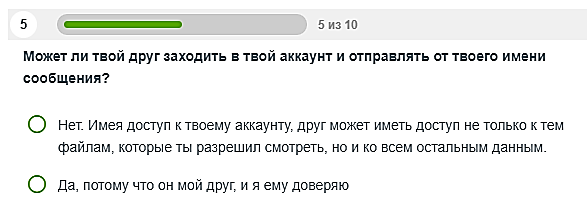 5
5 из 10
Может ли твой друг заходить в твой аккаунт и отправлять от твоего имени
сообщения?
Нет. Имея доступ к твоему аккаунту, друг может иметь доступ не только к тем
файлам, которые ты разрешил смотреть, но и ко всем остальным данным.
Да, потому что он мой друг, и я ему доверяю